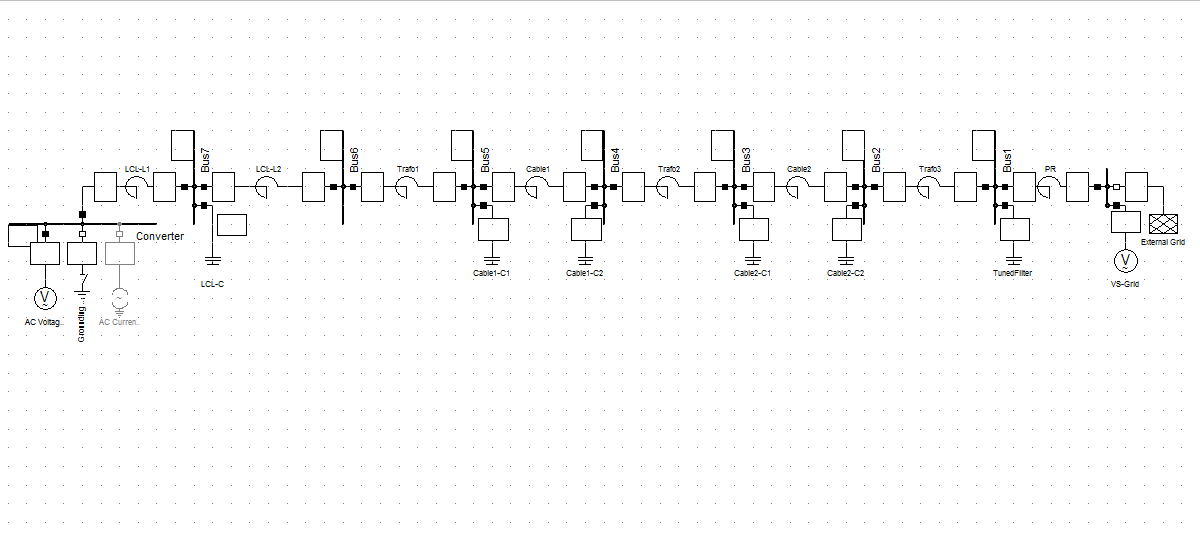 LCL-L1
Bus7
LCL-L2
Bus6
Trafo1
Bus5
Cable1
Bus4
Trafo2
Bus3
Cable2
Bus2
Trafo3
Bus1
PR
Converter
External Grid
V
V
LCL-C
Cable1-C1
Cable1-C2
Cable2-C1
Cable2-C2
TunedFilter
VS-Grid
AC Voltag..
Grounding..
AC Curren..